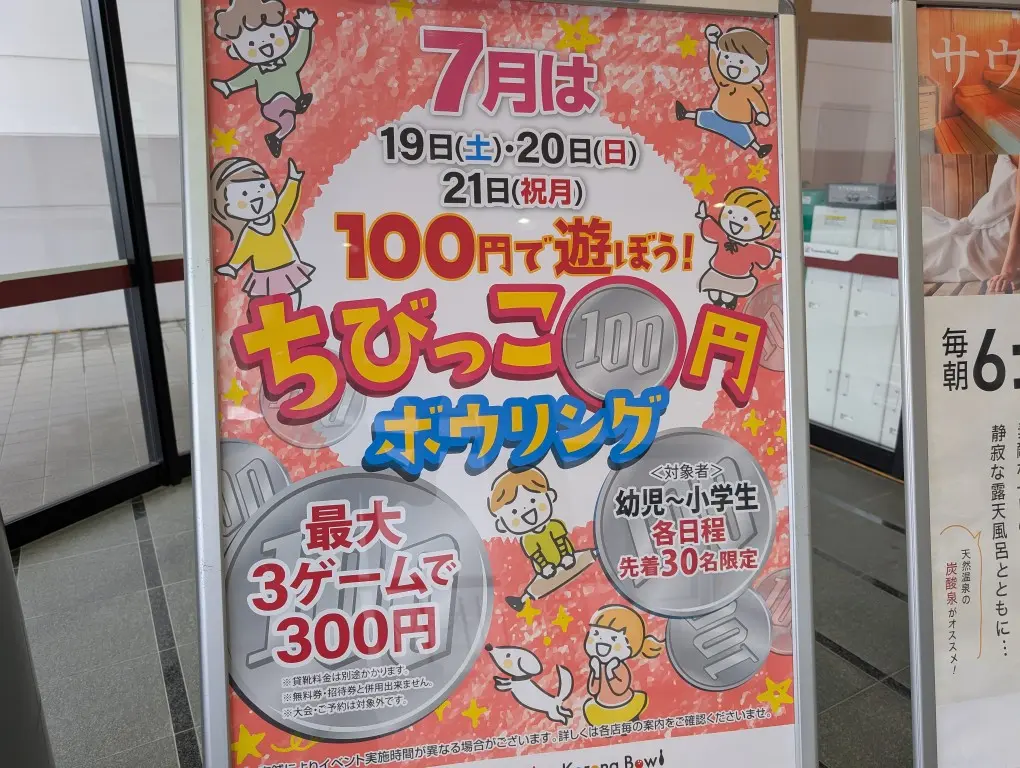 7月は
19日(土)・20日(日)
21日(祝月)
100円で遊ぼう!
ちびっこ100円
ボウリング
<対象者>
幼児～小学生
各日程
先着30名限定
最大
3ゲームで
300円
※貸靴料金は別途かかります。
※無料券・招待券と併用出来ません。
※大会・ご予約は対象外です。
よりイベント実施時間が異なる場合がございます。詳しくは各店毎の案内をご確認くださいませ。
Korona Bowl
サウ
毎朝6
静寂な露天風呂とともに…
天然温泉の
炭酸泉がオススメ!